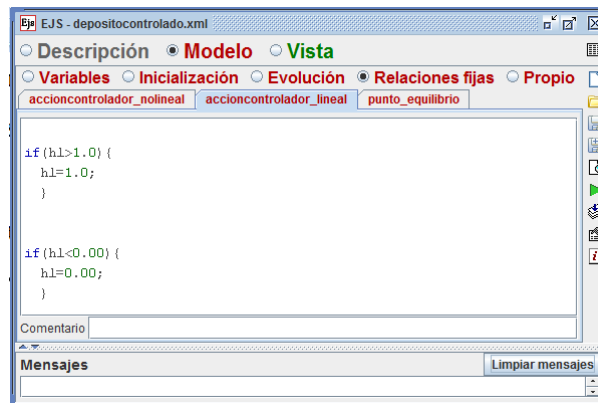 Ejs EJS - depositocontrolado.xml
Descripción Modelo Vista
Variables Inicialización Evolución Relaciones fijas Propio
accioncontrolador_nolineal accioncontrolador_lineal punto_equilibrio
if(hl>1.0){
hl=1.0;
}
if(hl<0.00){
hl=0.00;
}
Comentario
Mensajes Limpiar mensajes